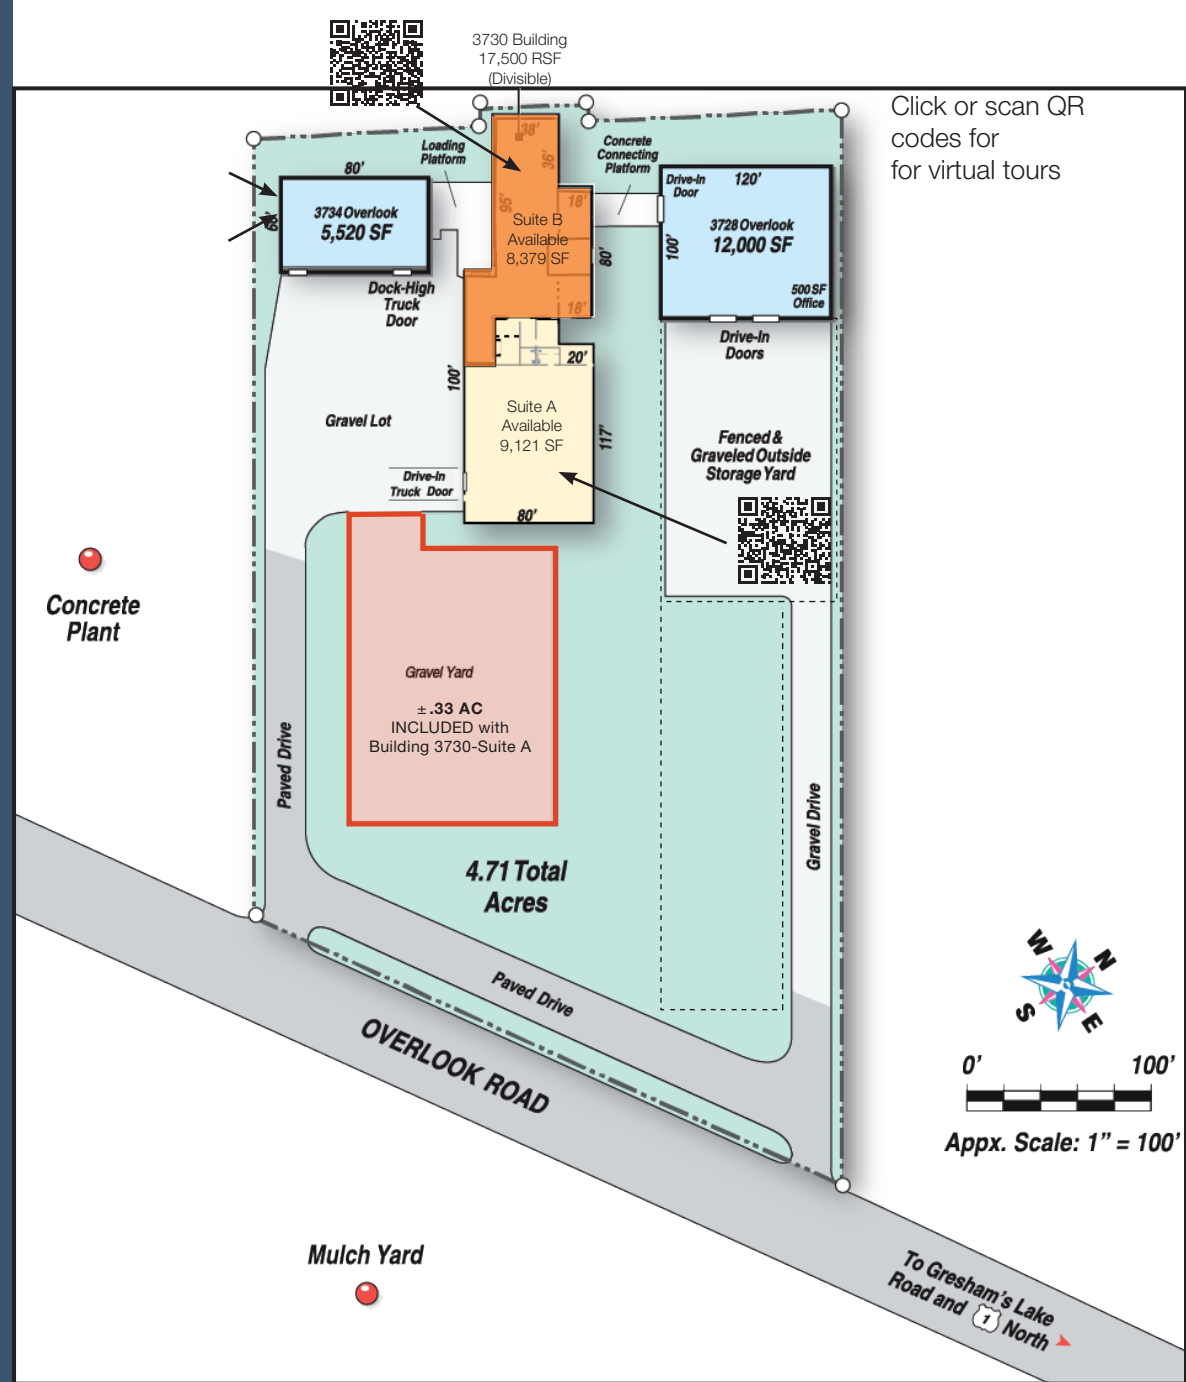 3730 Building
17,500 RSF
(Divisible)
Click or scan QR
codes for
for virtual tours
Loading
Platform
38'
36'
95'
18'
Concrete
Connecting
Platform
80'
3734 Overlook
5,520 SF
60'
Suite B
Available
8,379 SF
18'
80'
Drive-In
Door
120'
3728 Overlook
12,000 SF
100'
500 SF
Office
Dock-High
Truck
Door
Drive-In
Doors
20'
100'
Suite A
Available
9,121 SF
117'
80'
Gravel Lot
Drive-In
Truck Door
Fenced &
Graveled Outside
Storage Yard
Concrete
Plant
Gravel Yard
± .33 AC
INCLUDED with
Building 3730-Suite A
Paved Drive
Gravel Drive
4.71 Total
Acres
Paved Drive
OVERLOOK ROAD
W
N
S
E
0'
100'
Appx. Scale: 1” = 100'
Mulch Yard
To Gresham's Lake
Road and 1 North